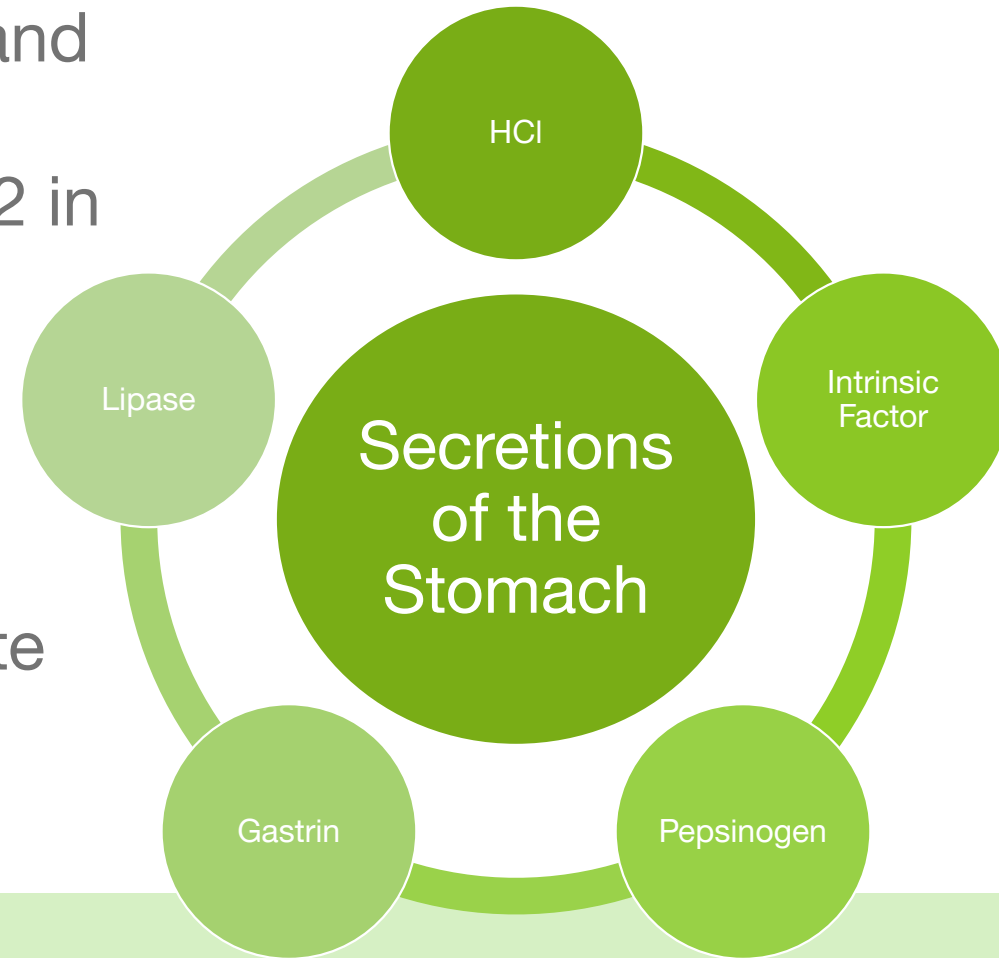 and
2 in
te
HCl
Intrinsic
Factor
Pepsinogen
Gastrin
Lipase
Secretions
of the
Stomach